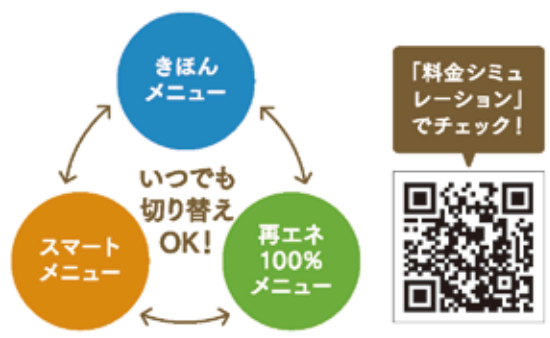 きほん
メニュー
いつでも
切り替え
OK!
スマート
メニュー
再エネ
100%
メニュー
「料金シミュ
レーション」
でチェック!